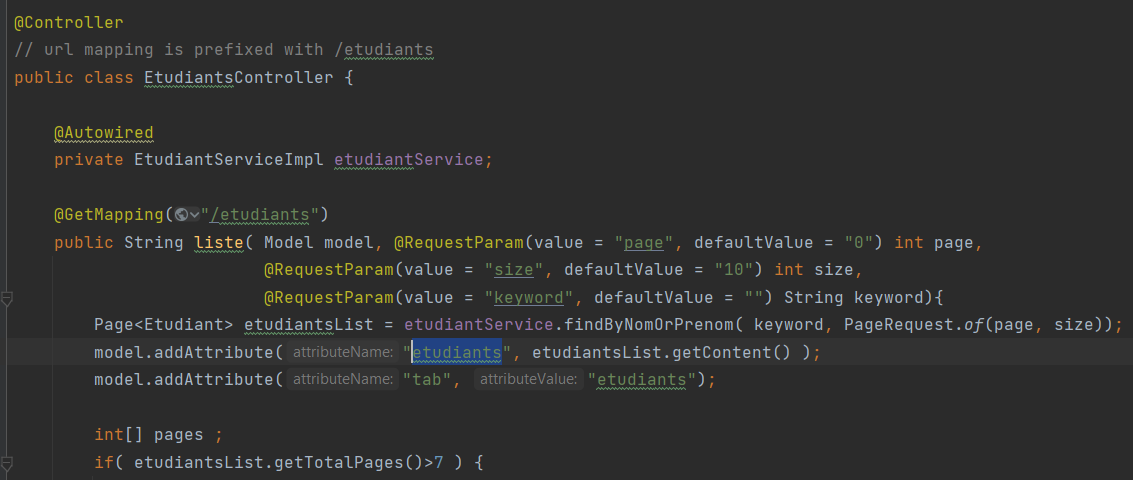 @Controller
// url mapping is prefixed with /etudiants
public class EtudiantsController {
@Autowired
private EtudiantServiceImpl etudiantService;
@GetMapping("/etudiants")
public String liste( Model model, @RequestParam(value = "page", defaultValue = "0") int page,
@RequestParam(value = "size", defaultValue = "10") int size,
@RequestParam(value = "keyword", defaultValue = "") String keyword){
Page<Etudiant> etudiantsList = etudiantService.findByNomOrPrenom( keyword, PageRequest.of(page, size));
model.addAttribute( attributeName: "etudiants", etudiantsList.getContent() );
model.addAttribute( attributeName: "tab", attributeValue: "etudiants");
int[] pages ;
if( etudiantsList.getTotalPages()>7 ) {